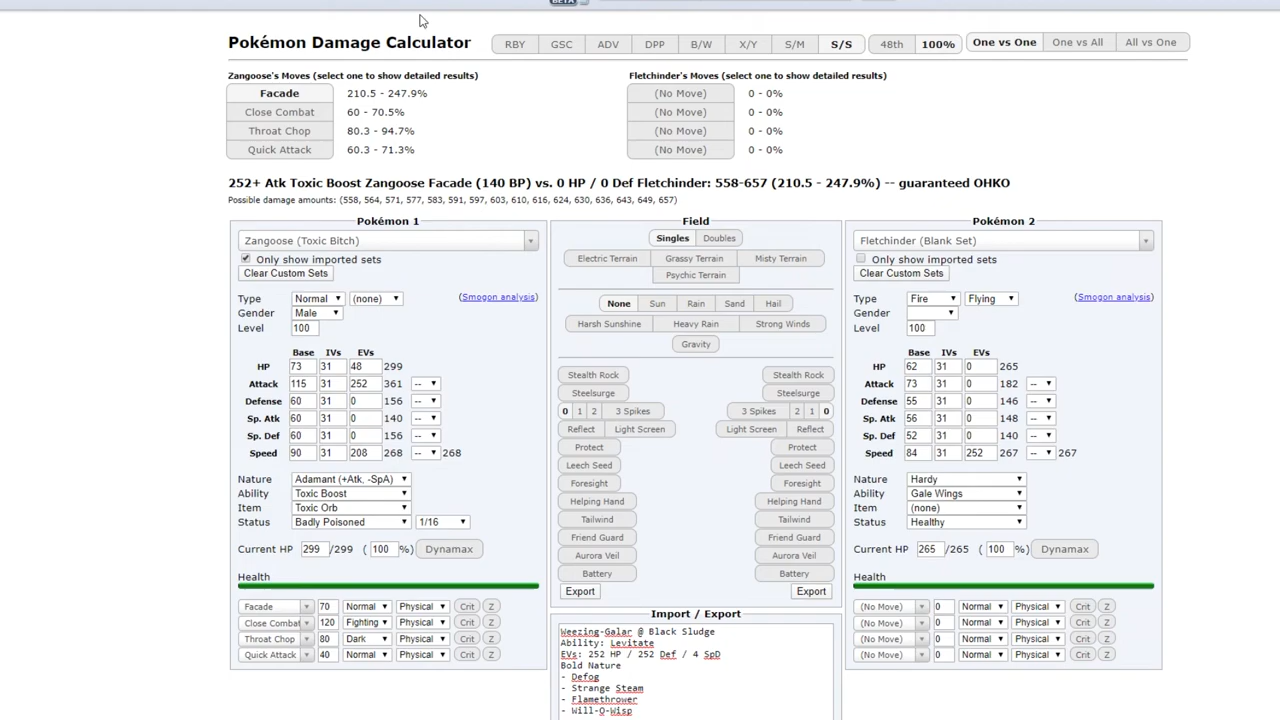 BETA
Pokémon Damage Calculator RBY GSC ADV DPP B/W X/Y S/M S/S 48th 100% One vs One One vs All All vs One
Zangoose's Moves (select one to show detailed results) Fletchinder's Moves (select one to show detailed results)
Facade 210.5 - 247.9% (No Move) 0 - 0%
Close Combat 60 - 70.5% (No Move) 0 - 0%
Throat Chop 80.3 - 94.7% (No Move) 0 - 0%
Quick Attack 60.3 - 71.3% (No Move) 0 - 0%
252+ Atk Toxic Boost Zangoose Facade (140 BP) vs. 0 HP / 0 Def Fletchinder: 558-657 (210.5 - 247.9%) -- guaranteed OHKO
Possible damage amounts: (558, 564, 571, 577, 583, 591, 597, 603, 610, 616, 624, 630, 636, 643, 649, 657)
Pokémon 1
Zangoose (Toxic Bitch)
Only show imported sets
Clear Custom Sets
Type Normal (none) (Smogon analysis)
Gender Male
Level 100
Base IVs EVs
HP 73 31 48 299
Attack 115 31 252 361 --
Defense 60 31 0 156 --
Sp. Atk 60 31 0 140 --
Sp. Def 60 31 0 156 --
Speed 90 31 208 268 -- 268
Nature Adamant (+Atk, -SpA)
Ability Toxic Boost
Item Toxic Orb
Status Badly Poisoned 1/16
Current HP 299 /299 ( 100 %) Dynamax
Health
Facade 70 Normal Physical Crit Z
Close Combat 120 Fighting Physical Crit Z
Throat Chop 80 Dark Physical Crit Z
Quick Attack 40 Normal Physical Crit Z
Field
Singles Doubles
Electric Terrain Grassy Terrain Misty Terrain
Psychic Terrain
None Sun Rain Sand Hail
Harsh Sunshine Heavy Rain Strong Winds
Gravity
Stealth Rock Stealth Rock
Steelsurge Steelsurge
0 1 2 3 Spikes 3 Spikes 2 1 0
Reflect Light Screen Light Screen Reflect
Protect Protect
Leech Seed Leech Seed
Foresight Foresight
Helping Hand Helping Hand
Tailwind Tailwind
Friend Guard Friend Guard
Aurora Veil Aurora Veil
Battery Battery
Export Export
Import / Export
Weezing-Galar @ Black Sludge
Ability: Levitate
EVs: 252 HP / 252 Def / 4 SpD
Bold Nature
- Defog
- Strange Steam
- Flamethrower
- Will-O-Wisp
Pokémon 2
Fletchinder (Blank Set)
Only show imported sets
Clear Custom Sets
Type Fire Flying (Smogon analysis)
Gender
Level 100
Base IVs EVs
HP 62 31 0 265
Attack 73 31 0 182 --
Defense 55 31 0 146 --
Sp. Atk 56 31 0 148 --
Sp. Def 52 31 0 140 --
Speed 84 31 252 267 -- 267
Nature Hardy
Ability Gale Wings
Item (none)
Status Healthy
Current HP 265 /265 ( 100 %) Dynamax
Health
(No Move) 0 Normal Physical Crit Z
(No Move) 0 Normal Physical Crit Z
(No Move) 0 Normal Physical Crit Z
(No Move) 0 Normal Physical Crit Z